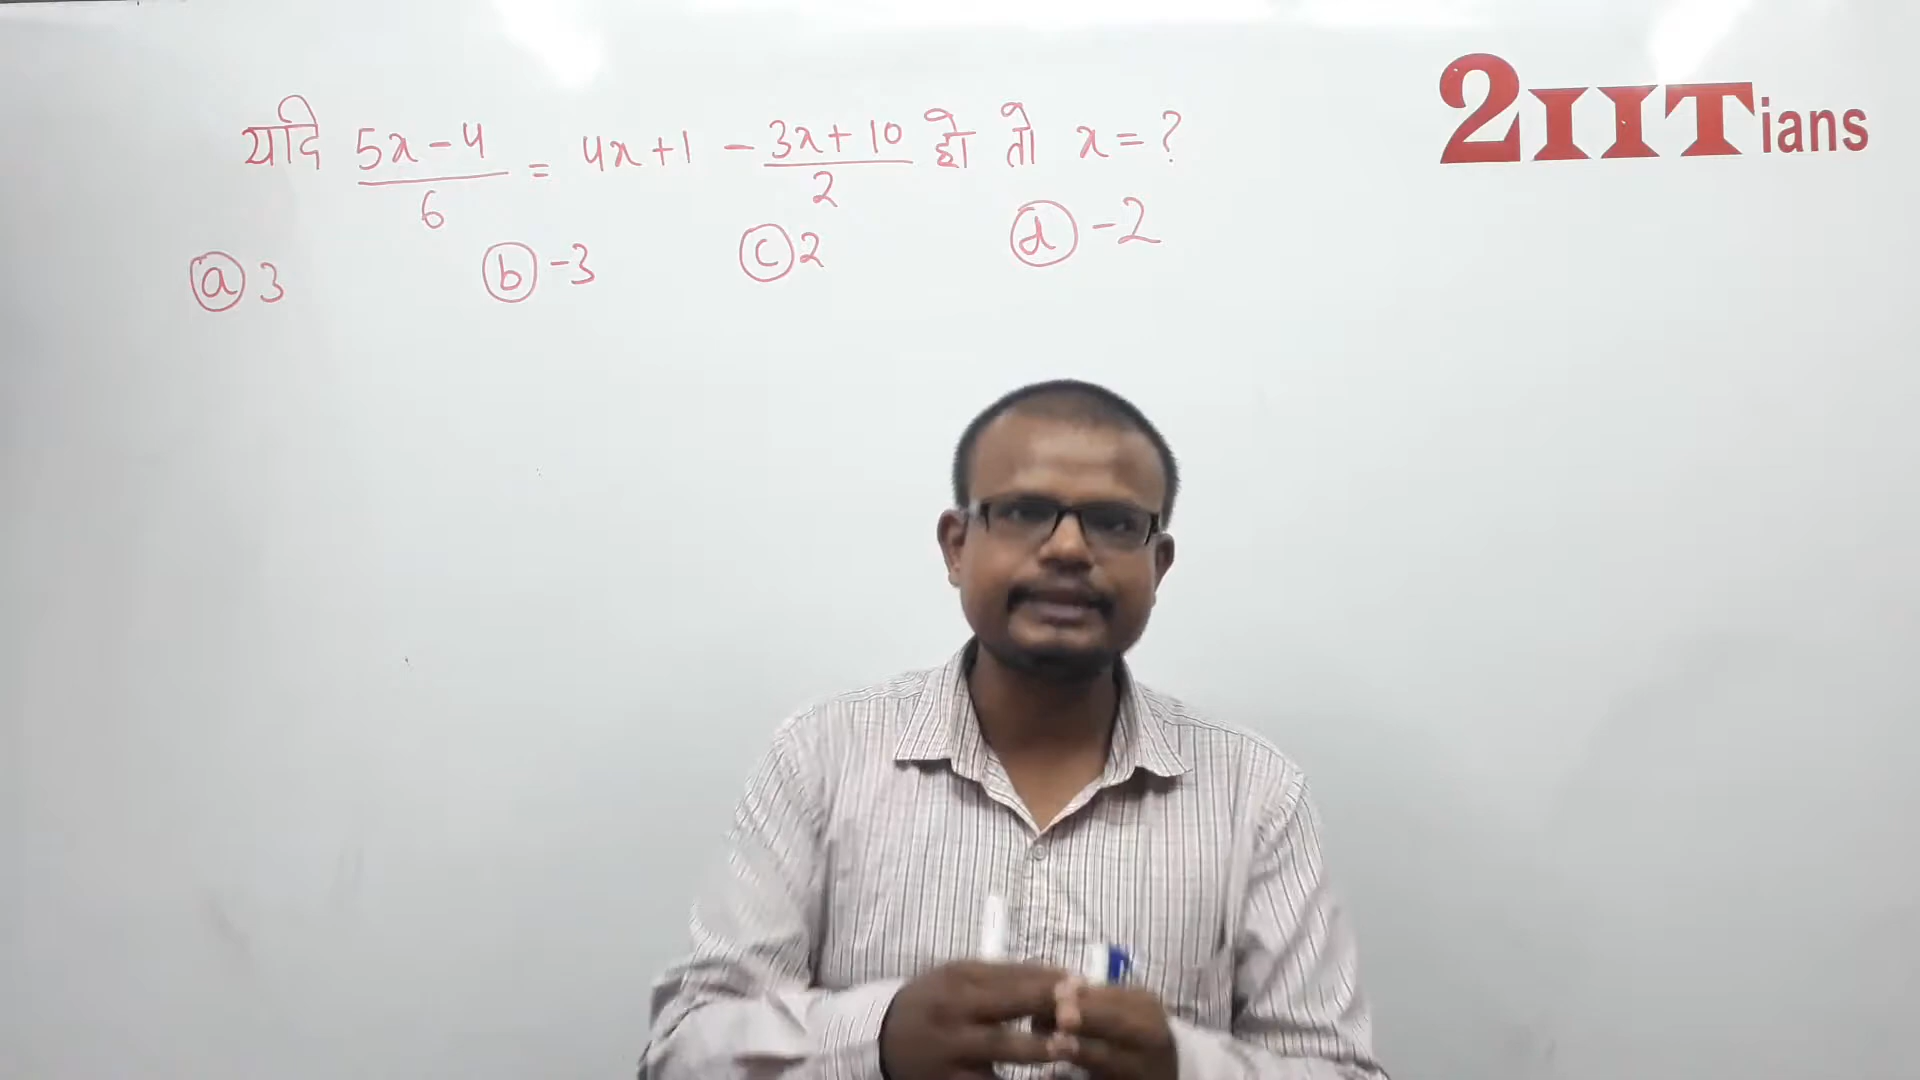 यदि (5x-4)/6 = 4x+1 - (3x+10)/2 हो तो x = ?
(a) 3 (b) -3 (c) 2 (d) -2
2IITians